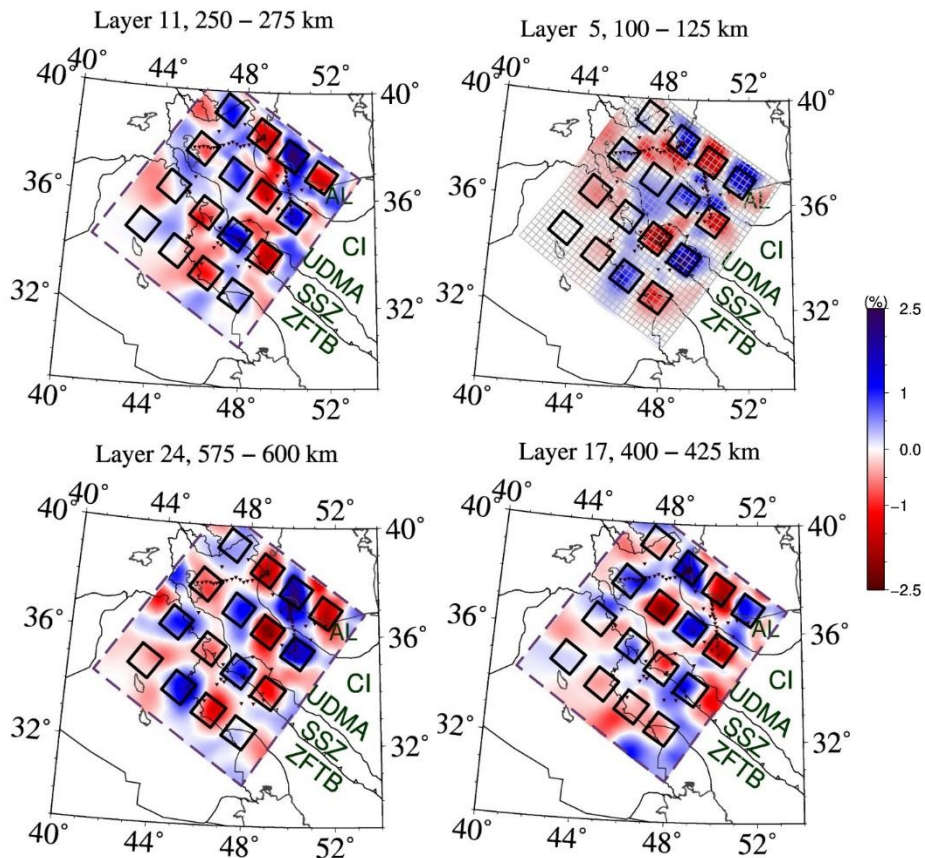 Layer 11, 250 – 275 km
44° 48° 52°
40° 40°
36° 36°
32° 32°
AL
CI
UDMA
SSZ
ZFTB
40° 44° 48° 52°
Layer 5, 100 – 125 km
44° 48° 52°
40° 40°
36° 36°
32° 32°
AL
CI
UDMA
SSZ
ZFTB
40° 44° 48° 52°
(%)
2.5
1
0.0
−1
−2.5
Layer 24, 575 – 600 km
44° 48° 52°
40° 40°
36° 36°
32° 32°
AL
CI
UDMA
SSZ
ZFTB
40° 44° 48° 52°
Layer 17, 400 – 425 km
44° 48° 52°
40° 40°
36° 36°
32° 32°
AL
CI
UDMA
SSZ
ZFTB
40° 44° 48° 52°